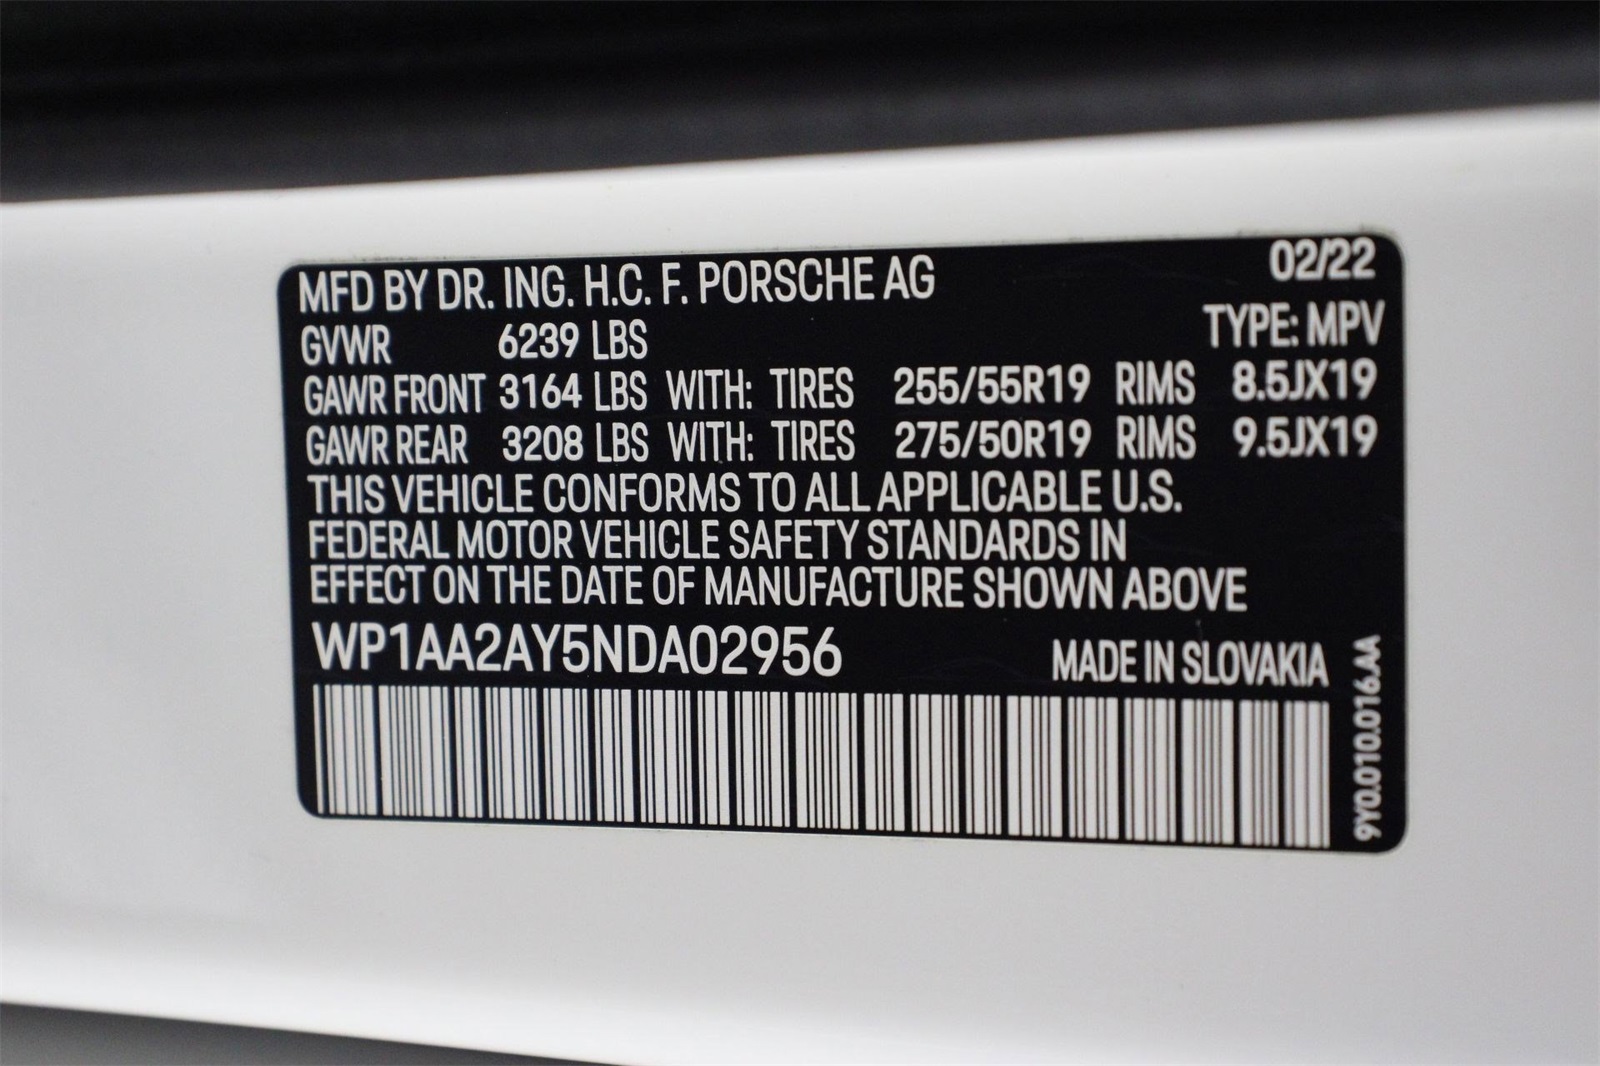 MFD BY DR. ING. H.C. F. PORSCHE AG 02/22
GVWR 6239 LBS TYPE: MPV
GAWR FRONT 3164 LBS WITH: TIRES 255/55R19 RIMS 8.5JX19
GAWR REAR 3208 LBS WITH: TIRES 275/50R19 RIMS 9.5JX19
THIS VEHICLE CONFORMS TO ALL APPLICABLE U.S.
FEDERAL MOTOR VEHICLE SAFETY STANDARDS IN
EFFECT ON THE DATE OF MANUFACTURE SHOWN ABOVE
WP1AA2AY5NDA02956 MADE IN SLOVAKIA
9Y0.010.016.AA